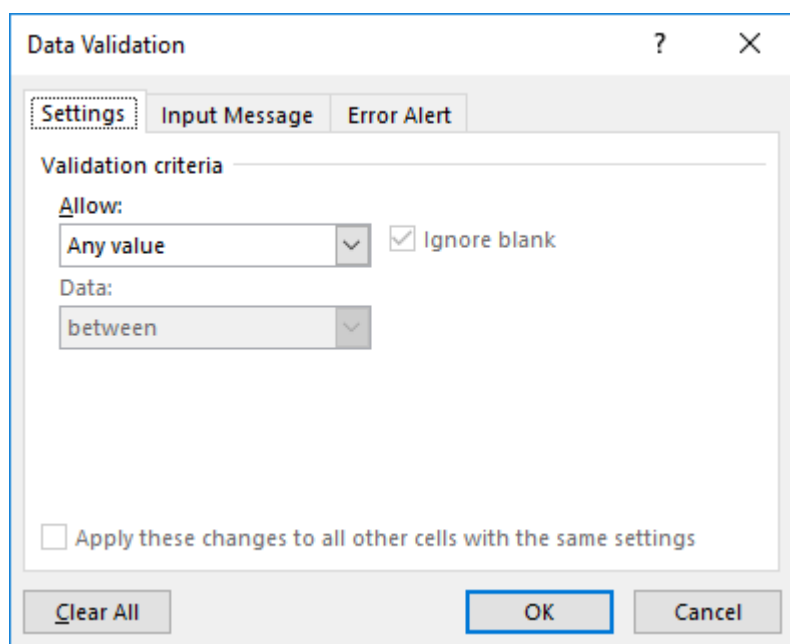 Data Validation ?
Settings Input Message Error Alert
Validation criteria
Allow:
Any value Ignore blank
Data:
between
Apply these changes to all other cells with the same settings
Clear All OK Cancel